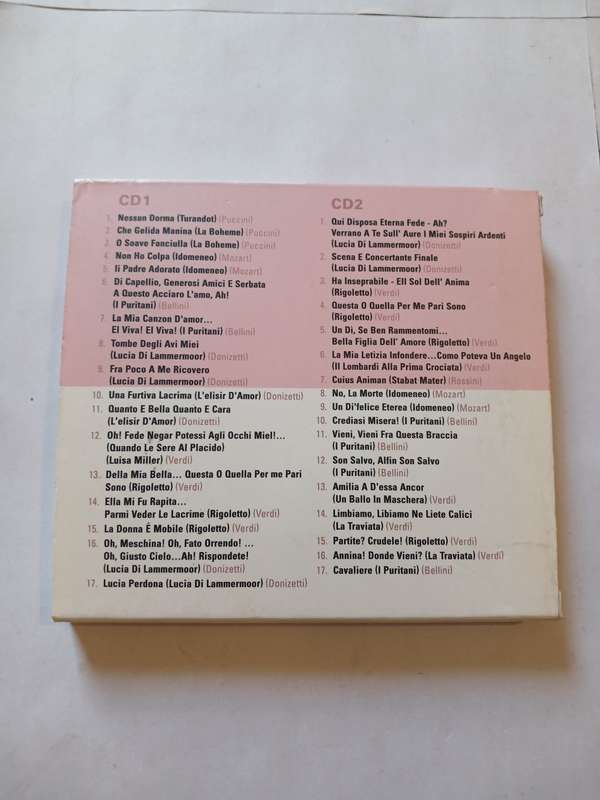 CD1
1. Nessun Dorma (Turandot) (Puccini)
2. Che Gelida Manina (La Boheme) (Puccini)
3. O Soave Fanciulla (La Boheme) (Puccini)
4. Non Ho Colpa (Idomeneo) (Mozart)
5. Ii Padre Adorato (Idomeneo) (Mozart)
6. Di Capellio, Generosi Amici E Serbata
A Questo Acciaro L'amo, Ah!
(I Puritani) (Bellini)
7. La Mia Canzon D'amor...
El Viva! El Viva! (I Puritani) (Bellini)
8. Tombe Degli Avi Miei
(Lucia Di Lammermoor) (Donizetti)
9. Fra Poco A Me Ricovero
(Lucia Di Lammermoor) (Donizetti)
10. Una Furtiva Lacrima (L'elisir D'Amor) (Donizetti)
11. Quanto E Bella Quanto E Cara
(L'elisir D'Amor) (Donizetti)
12. Oh! Fede Negar Potessi Agli Occhi Miel!...
(Quando Le Sere Al Placido)
(Luisa Miller) (Verdi)
13. Della Mia Bella... Questa O Quella Per me Pari
Sono (Rigoletto) (Verdi)
14. Ella Mi Fu Rapita...
Parmi Veder Le Lacrime (Rigoletto) (Verdi)
15. La Donna É Mobile (Rigoletto) (Verdi)
16. Oh, Meschina! Oh, Fato Orrendo! ...
Oh, Giusto Cielo...Ah! Rispondete!
(Lucia Di Lammermoor) (Donizetti)
17. Lucia Perdona (Lucia Di Lammermoor) (Donizetti)
CD2
1. Qui Disposa Eterna Fede - Ah?
Verrano A Te Sull' Aure I Mini Sospiri Ardenti
(Lucia Di Lammermoor) (Donizetti)
2. Scena E Concertante Finale
(Lucia Di Lammermoor) (Donizetti)
3. Ha Inseprabile - Ell Sol Dell' Anima
(Rigoletto) (Verdi)
4. Questa O Quella Per Me Pari Sono
(Rigoletto) (Verdi)
5. Un Di, Se Ben Rammentomi...
Bella Figlia Dell' Amore (Rigoletto) (Verdi)
6. La Mia Letizia Infondere...Como Poteva Un Angelo
(II Lombardi Alla Prima Crociata) (Verdi)
7. Cuius Animan (Stabat Mater) (Rossini)
8. No, La Morte (Idomeneo) (Mozart)
9. Un Di'felice Eterea (Idomeneo) (Mozart)
10. Crediasi Misera! (I Puritani) (Bellini)
11. Vieni, Vieni Fra Questa Braccia
(I Puritani) (Bellini)
12. Son Salvo, Alfin Son Salvo
(I Puritani) (Bellini)
13. Amilia A D'essa Ancor
(Un Ballo In Maschera) (Verdi)
14. Limbiamo, Libiamo Ne Liete Calici
(La Traviata) (Verdi)
15. Partite? Crudele! (Rigoletto) (Verdi)
16. Annina! Donde Vieni? (La Traviata) (Verdi)
17. Cavaliere (I Puritani) (Bellini)